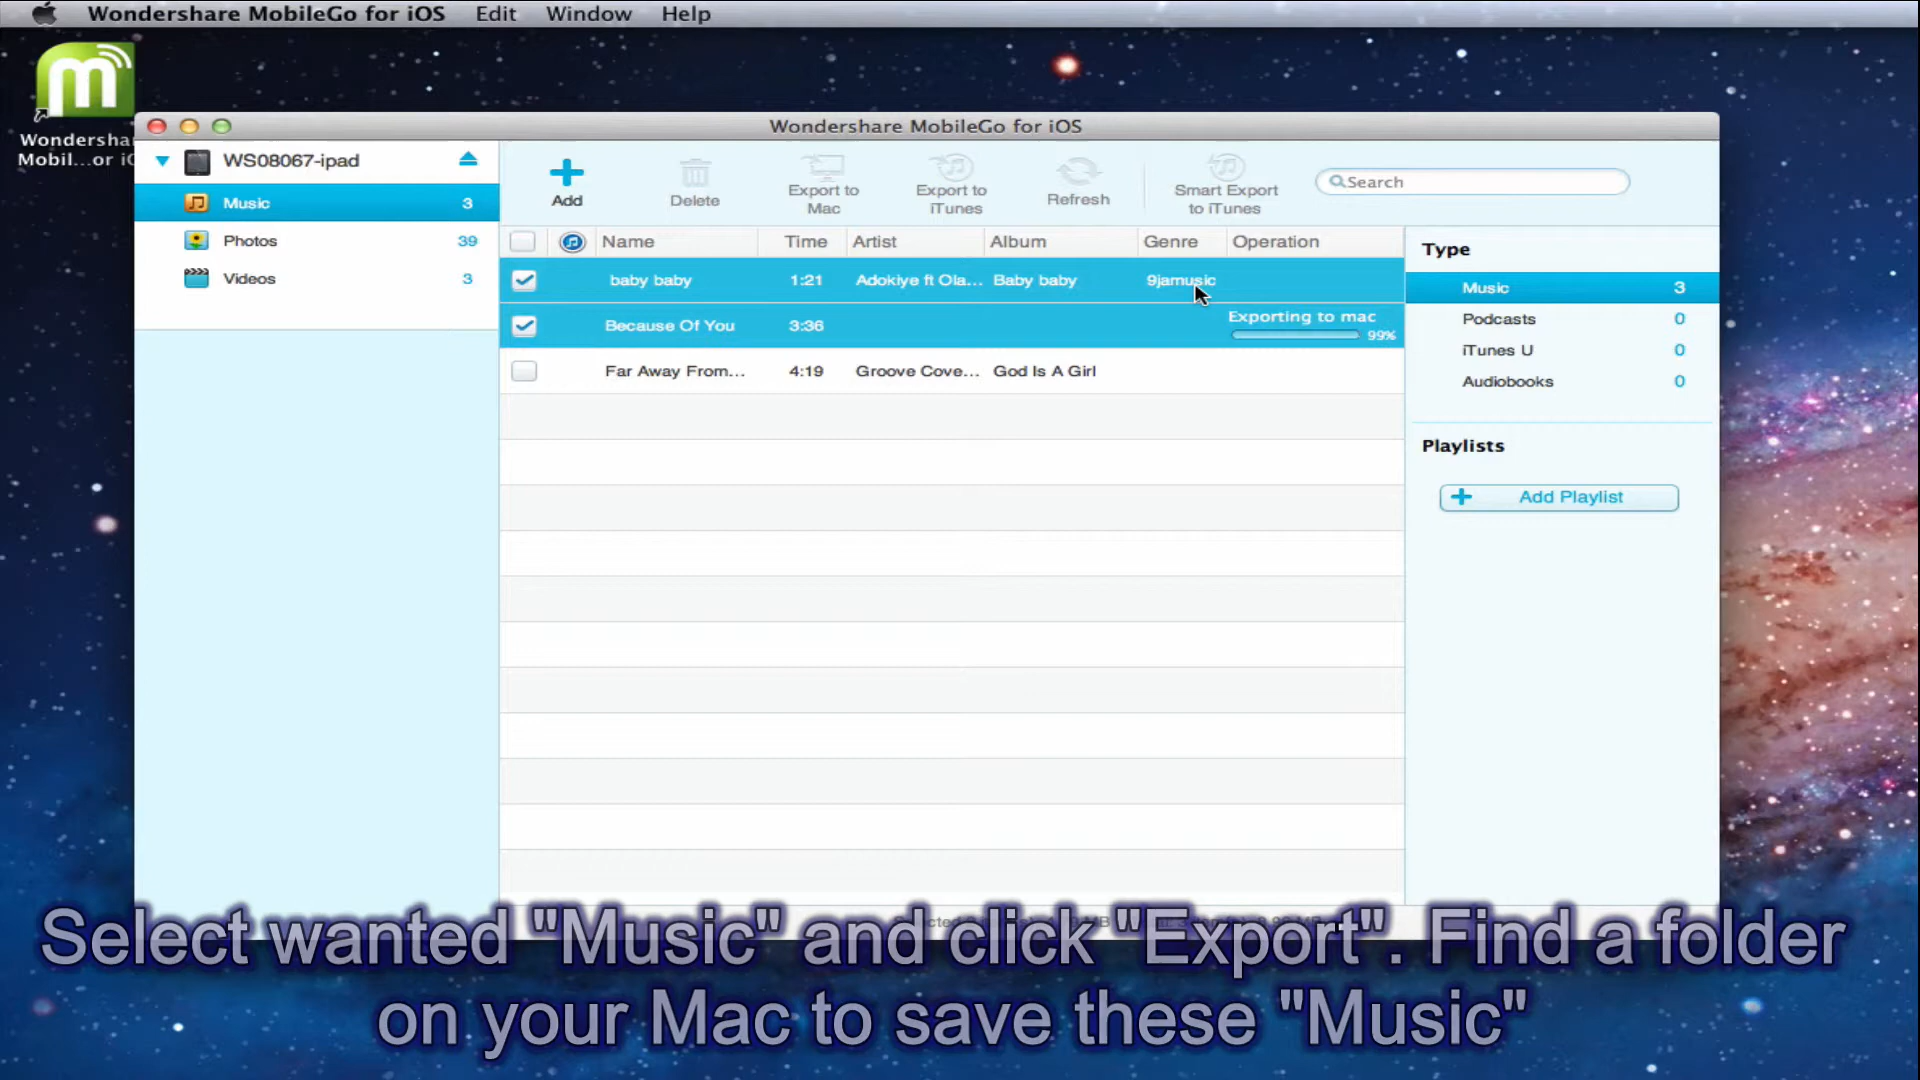 Wondershare MobileGo for iOS Edit Window Help
Wondersha
Mobil...or iO
Wondershare MobileGo for iOS
WS08067-ipad
Music 3
Photos 39
Videos 3
Add
Delete
Export to
Mac
Export to
iTunes
Refresh
Smart Export
to iTunes
Search
Name Time Artist Album Genre Operation
baby baby 1:21 Adokiye ft Ola... Baby baby 9jamusic
Because Of You 3:36 Exporting to mac 99%
Far Away From... 4:19 Groove Cove... God Is A Girl
Type
Music 3
Podcasts 0
iTunes U 0
Audiobooks 0
Playlists
Add Playlist
Select wanted "Music" and click "Export". Find a folder
on your Mac to save these "Music"